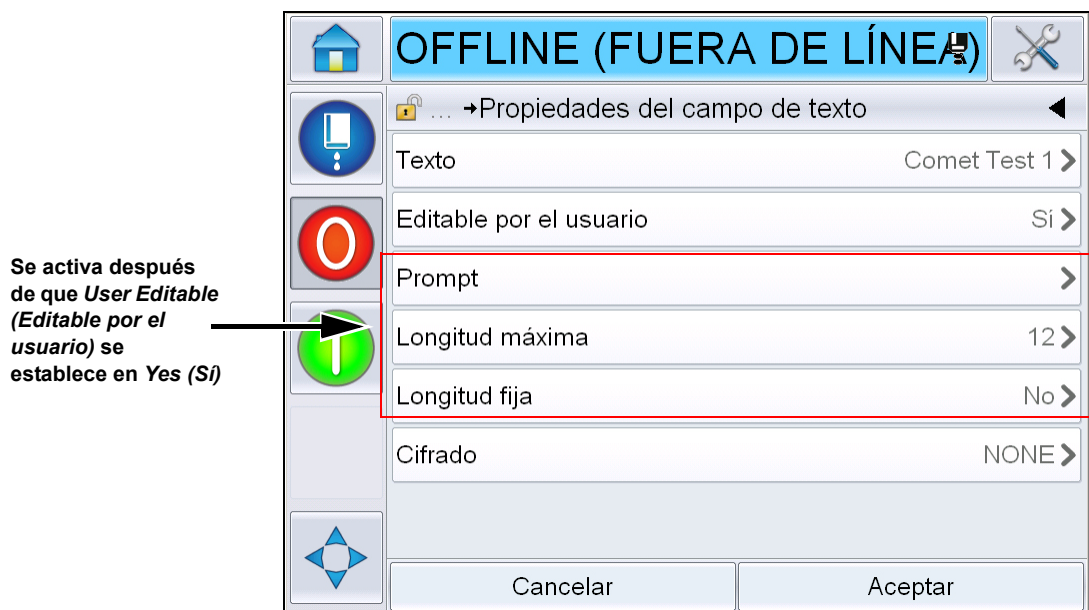 OFFLINE (FUERA DE LÍNEA)
... →Propiedades del campo de texto
Texto Comet Test 1
Editable por el usuario Sí
Prompt
Longitud máxima 12
Longitud fija No
Cifrado NONE
Cancelar Aceptar
Se activa después
de que User Editable
(Editable por el
usuario) se
establece en Yes (Sí)